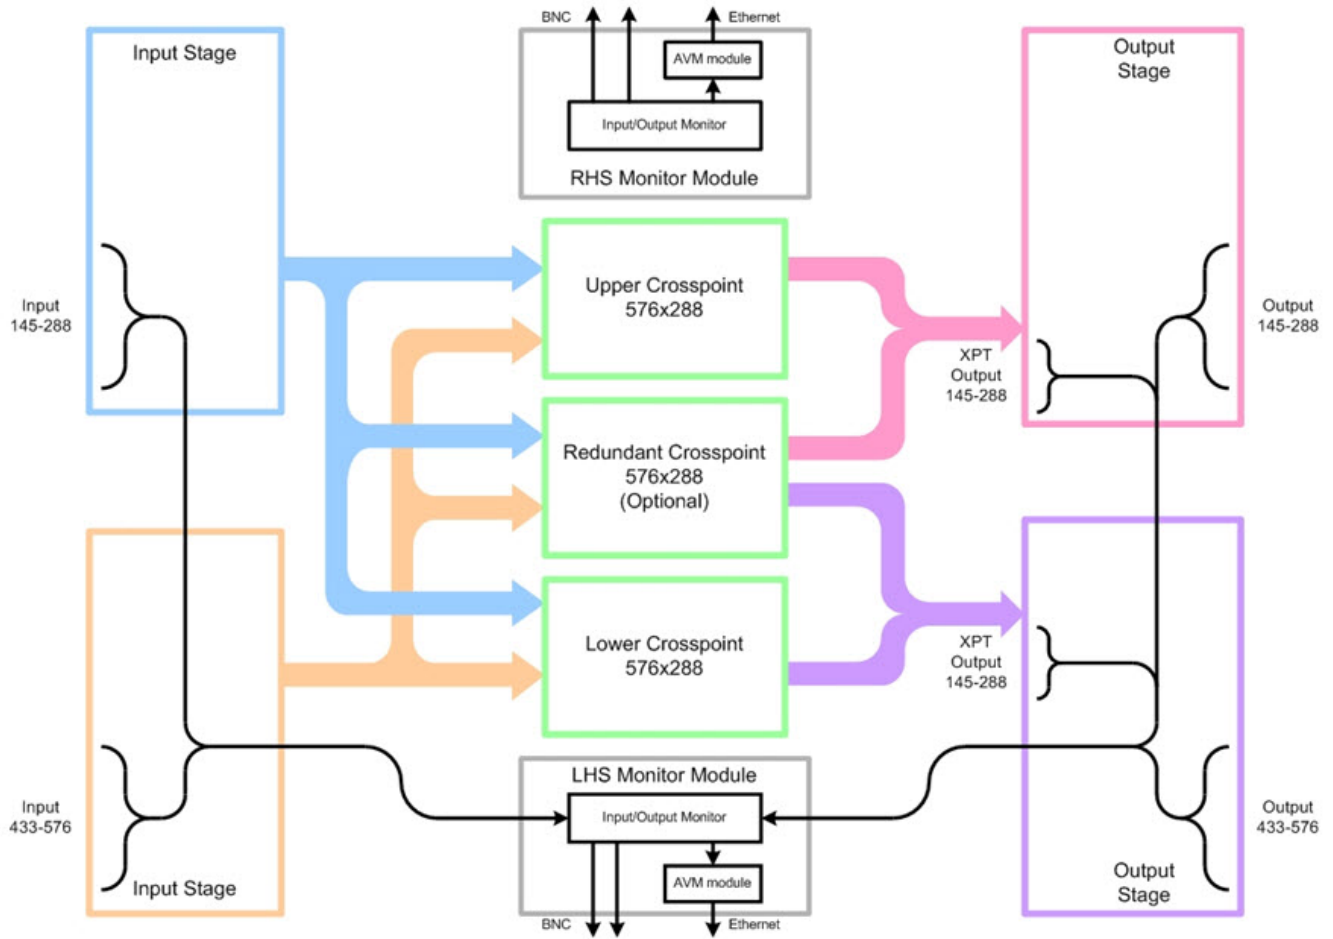 BNC
Ethernet
Input Stage
AVM module
Output
Stage
Input/Output Monitor
RHS Monitor Module
Upper Crosspoint
576x288
Input
145-288
Output
145-288
XPT
Output
145-288
Redundant Crosspoint
576x288
(Optional)
Lower Crosspoint
576x288
XPT
Output
145-288
LHS Monitor Module
Input/Output Monitor
Input
433-576
Output
433-576
Input Stage
AVM module
Output
Stage
BNC
Ethernet